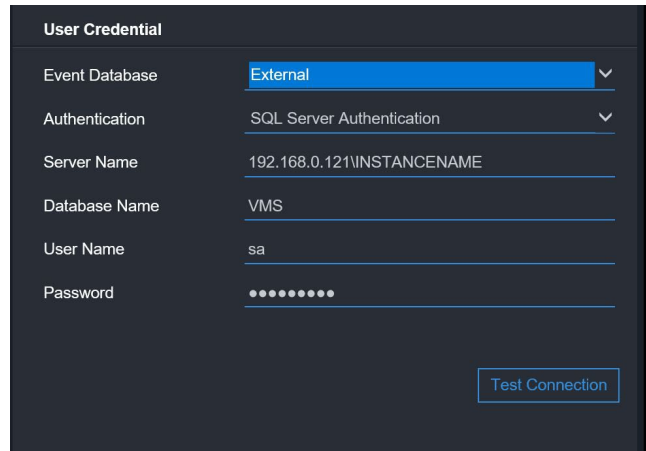 User Credential
Event Database External
Authentication SQL Server Authentication
Server Name 192.168.0.121\INSTANCENAME
Database Name VMS
User Name sa
Password ●●●●●●●●●
Test Connection